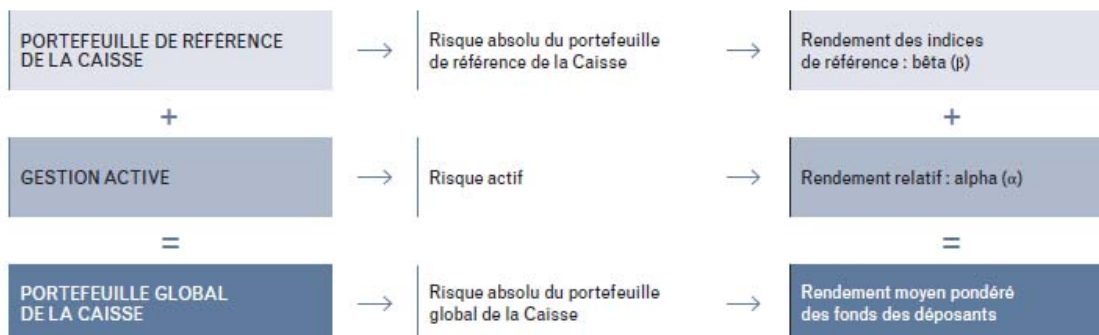 PORTEFEUILLE DE RÉFÉRENCE
DE LA CAISSE
→
Risque absolu du portefeuille
de référence de la Caisse
→
Rendement des indices
de référence : bêta (β)
+
+
GESTION ACTIVE
→
Risque actif
→
Rendement relatif : alpha (α)
=
=
PORTEFEUILLE GLOBAL
DE LA CAISSE
→
Risque absolu du portefeuille
global de la Caisse
→
Rendement moyen pondéré
des fonds des déposants